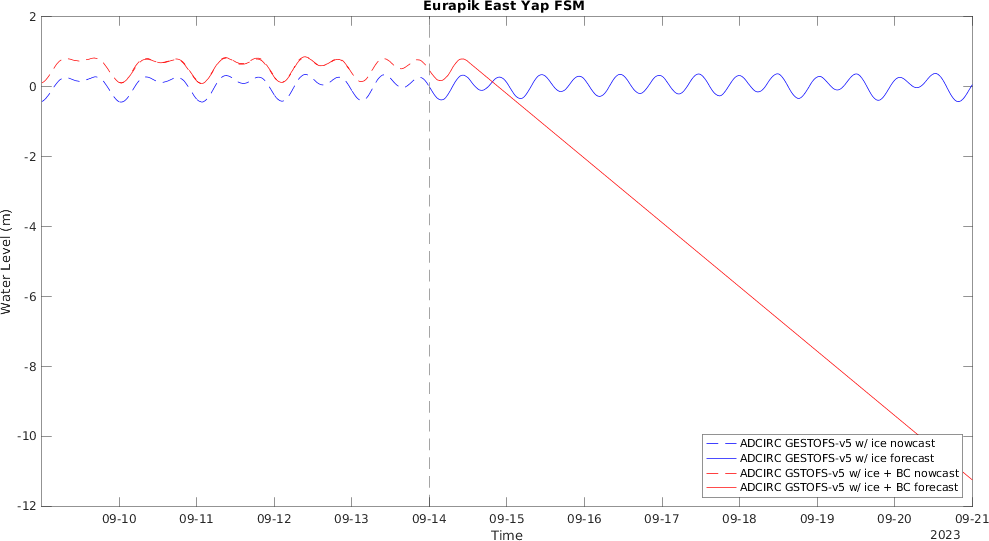 Eurapik East Yap FSM
2
0
-2
-4
-6
-8
-10
-12
Water Level (m)
ADCIRC GESTOFS-v5 w/ ice nowcast
ADCIRC GESTOFS-v5 w/ ice forecast
ADCIRC GSTOFS-v5 w/ ice + BC nowcast
ADCIRC GSTOFS-v5 w/ ice + BC forecast
09-10 09-11 09-12 09-13 09-14 09-15 09-16 09-17 09-18 09-19 09-20 09-21
Time
2023